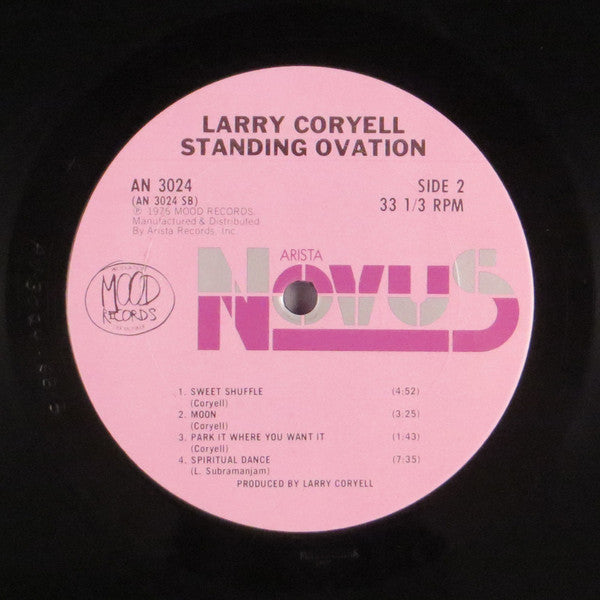 LARRY CORYELL
STANDING OVATION
AN 3024
(AN 3024 SB)
℗ 1975 MOOD RECORDS.
Manufactured & Distributed
By Arista Records, Inc.
SIDE 2
33 1/3 RPM
ARISTA
NOVUS
MOOD
RECORDS
1. SWEET SHUFFLE (4:52)
(Coryell)
2. MOON (3:25)
(Coryell)
3. PARK IT WHERE YOU WANT IT (1:43)
(Coryell)
4. SPIRITUAL DANCE (7:35)
(L. Subramanjam)
PRODUCED BY LARRY CORYELL